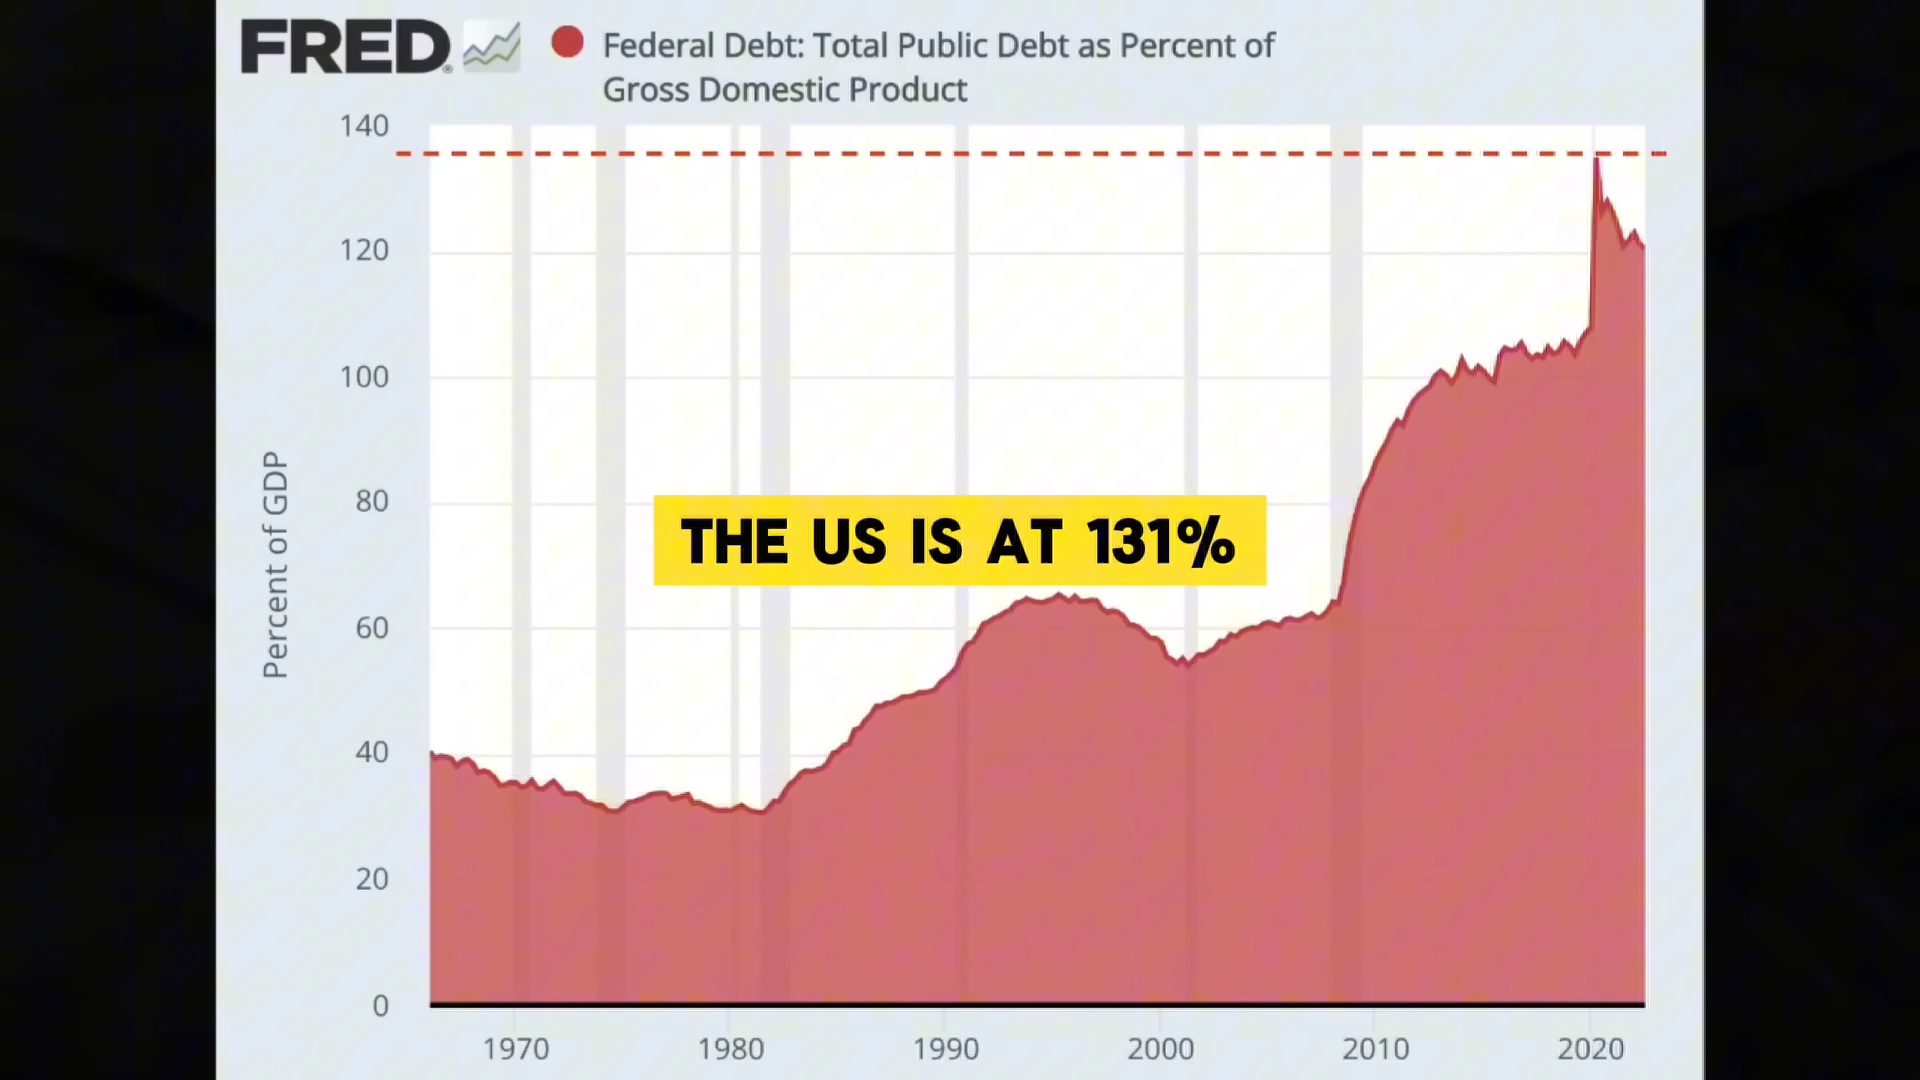 FRED®
Federal Debt: Total Public Debt as Percent of
Gross Domestic Product
140
120
100
80
60
40
20
0
Percent of GDP
THE US IS AT 131%
1970 1980 1990 2000 2010 2020